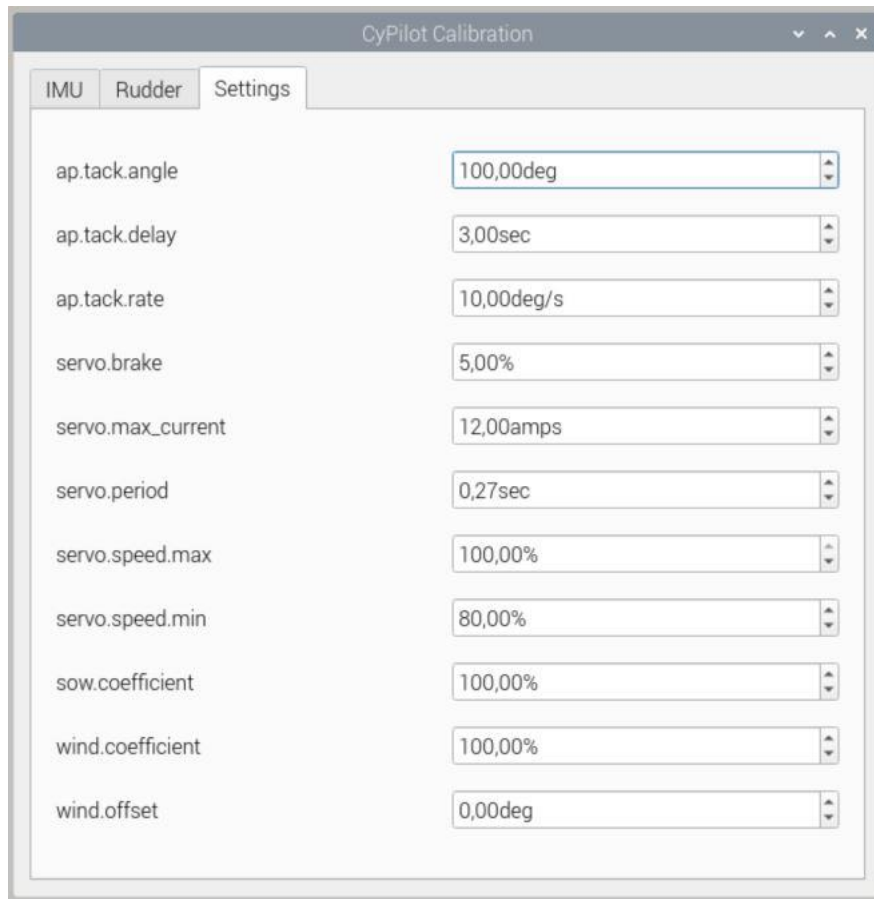 CyPilot Calibration
IMU Rudder Settings
ap.tack.angle 100,00deg
ap.tack.delay 3,00sec
ap.tack.rate 10,00deg/s
servo.brake 5,00%
servo.max_current 12,00amps
servo.period 0,27sec
servo.speed.max 100,00%
servo.speed.min 80,00%
sow.coefficient 100,00%
wind.coefficient 100,00%
wind.offset 0,00deg